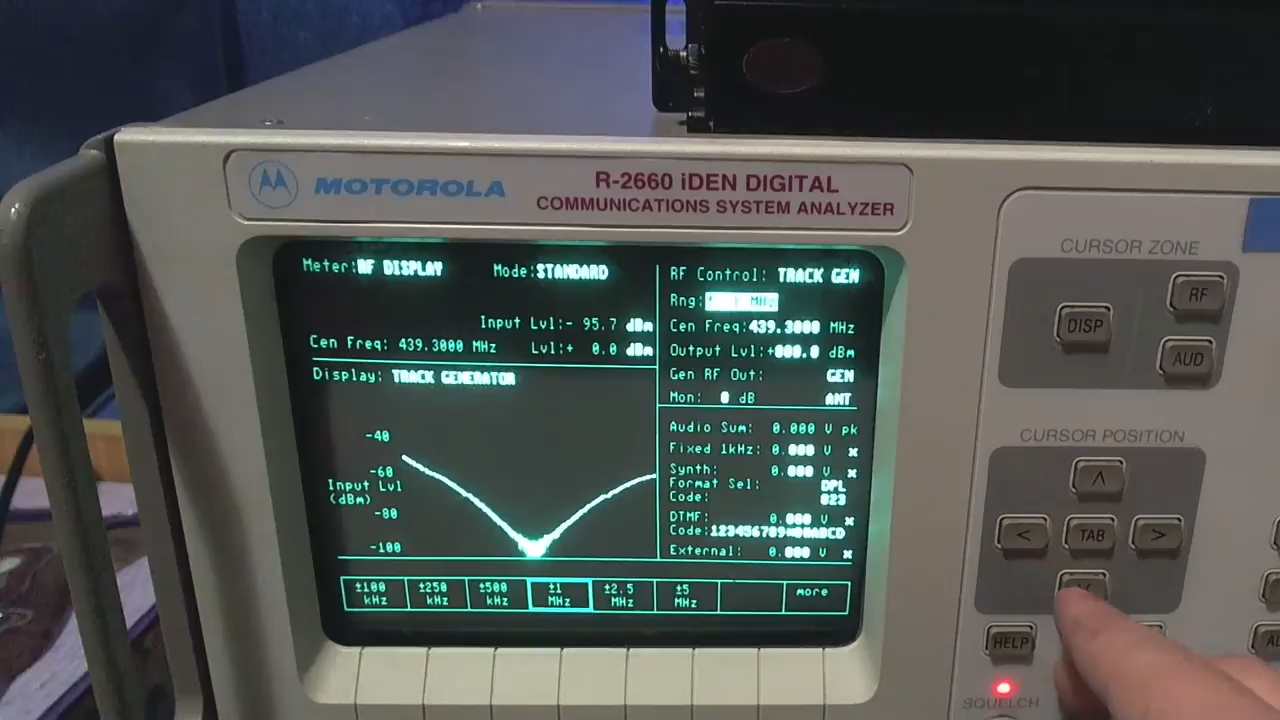 MOTOROLA
R-2660 iDEN DIGITAL
COMMUNICATIONS SYSTEM ANALYZER
Meter:RF DISPLAY Mode:STANDARD
Input Lvl:- 95.7 dBm
Cen Freq: 439.3000 MHz Lvl:+ 0.0 dBm
Display: TRACK GENERATOR
-40
-60
Input Lvl
(dBm)
-80
-100
RF Control: TRACK GEN
Rng: MHz
Cen Freq:439.3000 MHz
Output Lvl:+000.0 dBm
Gen RF Out: GEN
Mon: 0 dB ANT
Audio Sum: 0.000 V pk
Fixed 1kHz: 0.000 V x
Synth: 0.000 V x
Format Sel: DPL
Code: 023
DTMF: 0.000 V x
Code:123456789*0#ABCD
External: 0.000 V x
±100 kHz
±250 kHz
±500 kHz
±1 MHz
±2.5 MHz
±5 MHz
more
CURSOR ZONE
DISP
RF
AUD
CURSOR POSITION
TAB
HELP
SQUELCH